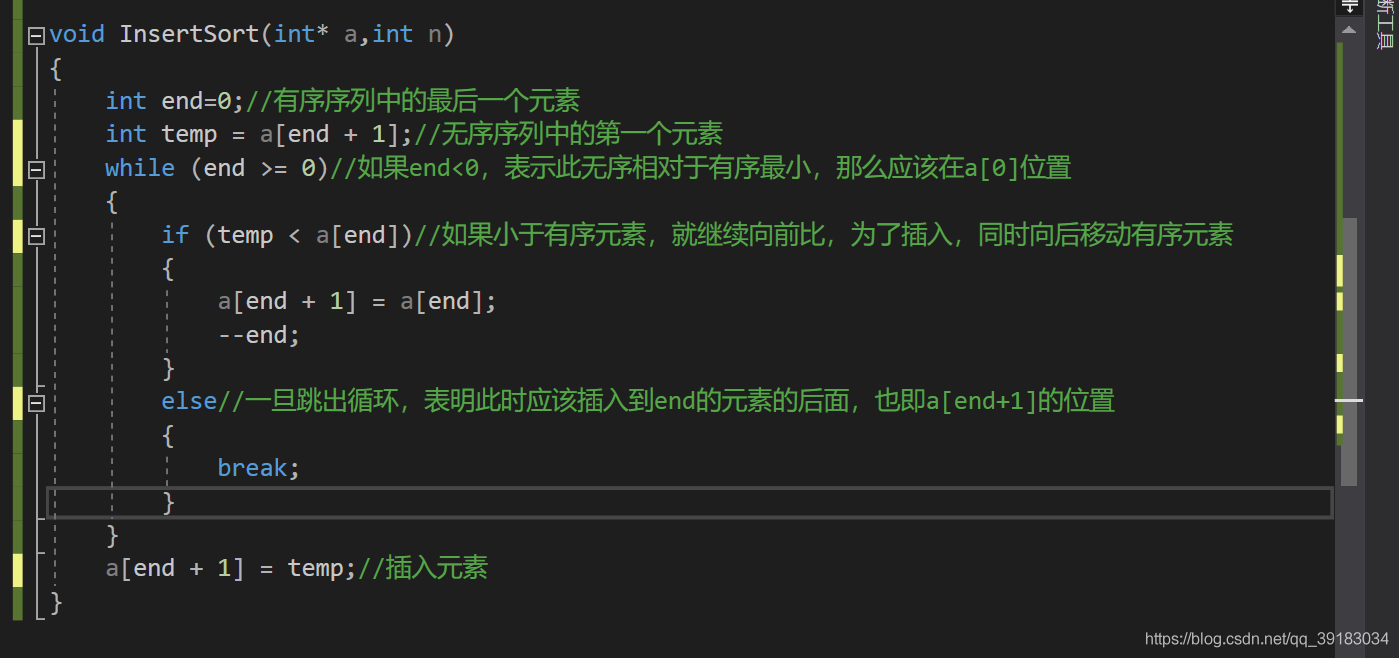 void InsertSort(int* a,int n)
{
int end=0;//有序序列中的最后一个元素
int temp = a[end + 1];//无序序列中的第一个元素
while (end >= 0)//如果end<0，表示此无序相对于有序最小，那么应该在a[0]位置
{
if (temp < a[end])//如果小于有序元素，就继续向前比，为了插入，同时向后移动有序元素
{
a[end + 1] = a[end];
--end;
}
else//一旦跳出循环，表明此时应该插入到end的元素的后面，也即a[end+1]的位置
{
break;
}
}
a[end + 1] = temp;//插入元素
}
工具
https://blog.csdn.net/qq_39183034